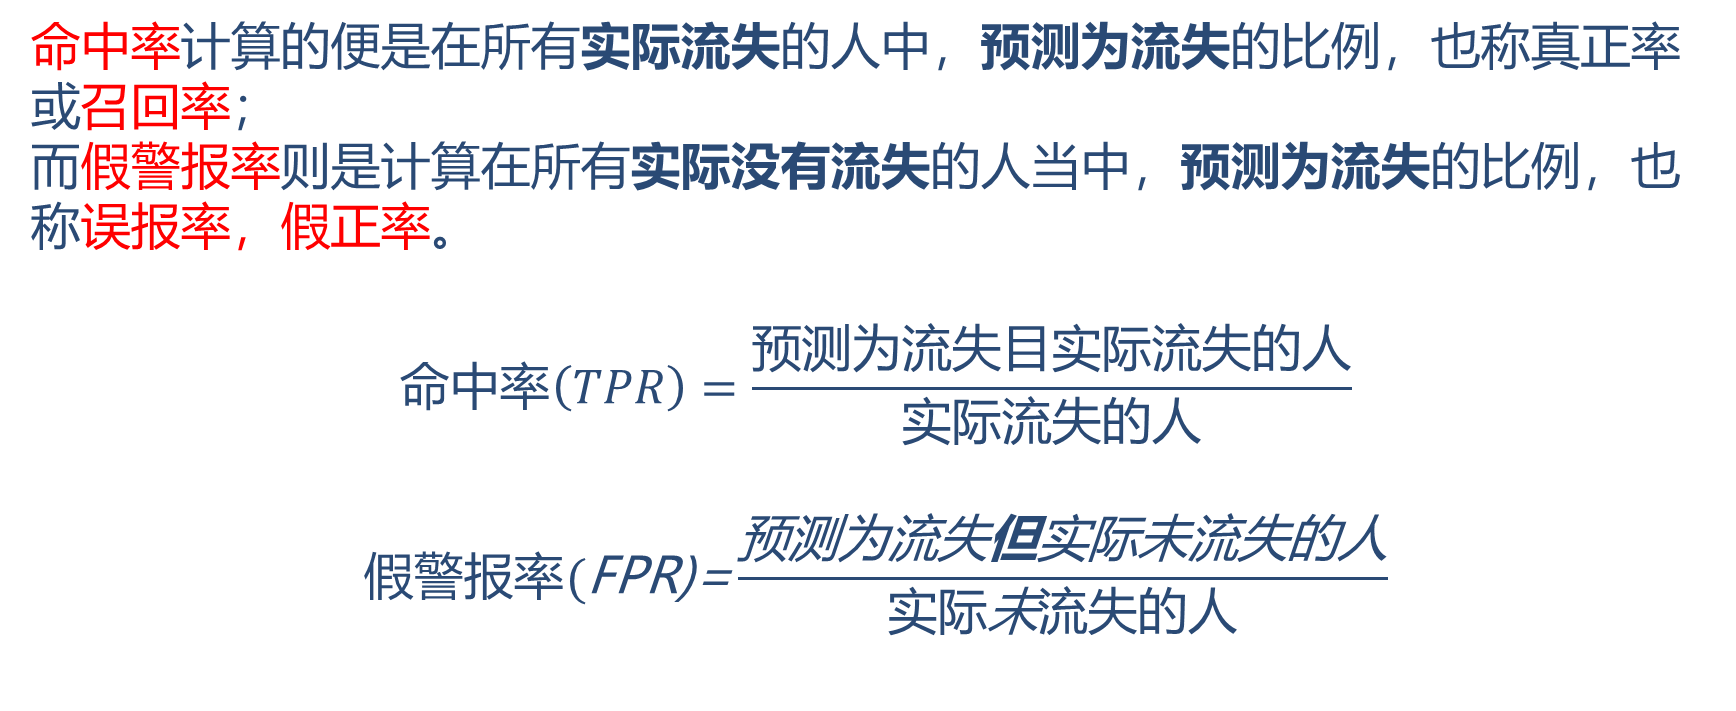 命中率计算的便是在所有实际流失的人中，预测为流失的比例，也称真正率
或召回率；
而假警报率则是计算在所有实际没有流失的人当中，预测为流失的比例，也
称误报率，假正率。
命中率(TPR) = 预测为流失目实际流失的人
实际流失的人
假警报率(FPR)=预测为流失但实际未流失的人
实际未流失的人